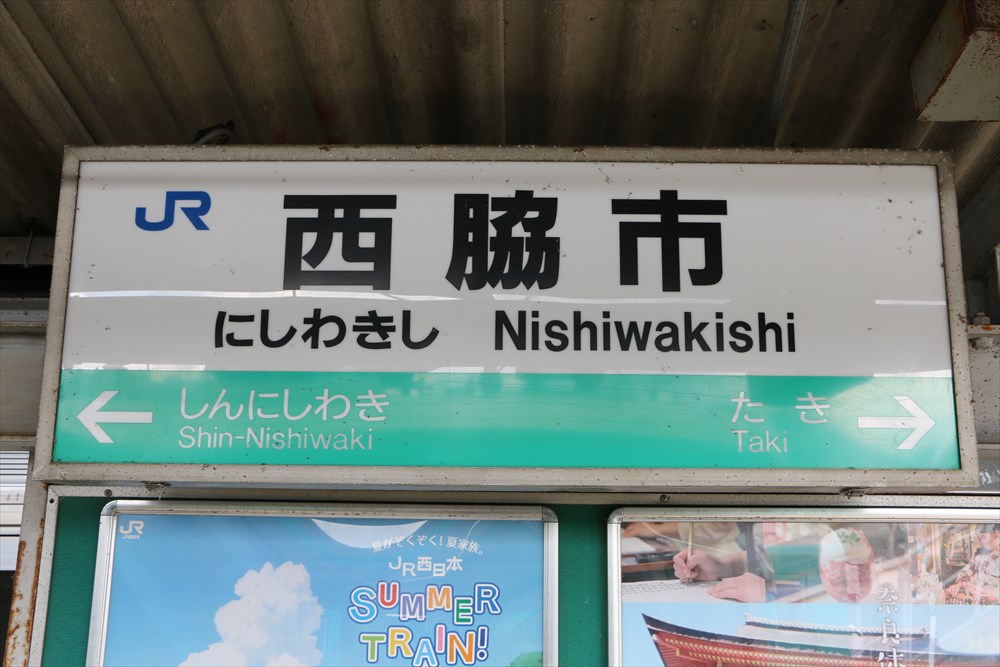 JR 西脇市
にしわきし Nishiwakishi
しんにしわき たき
Shin-Nishiwaki Taki
JR
夏がぞくぞく!夏家族。
JR西日本
SUMMER
TRAIN!
奈良